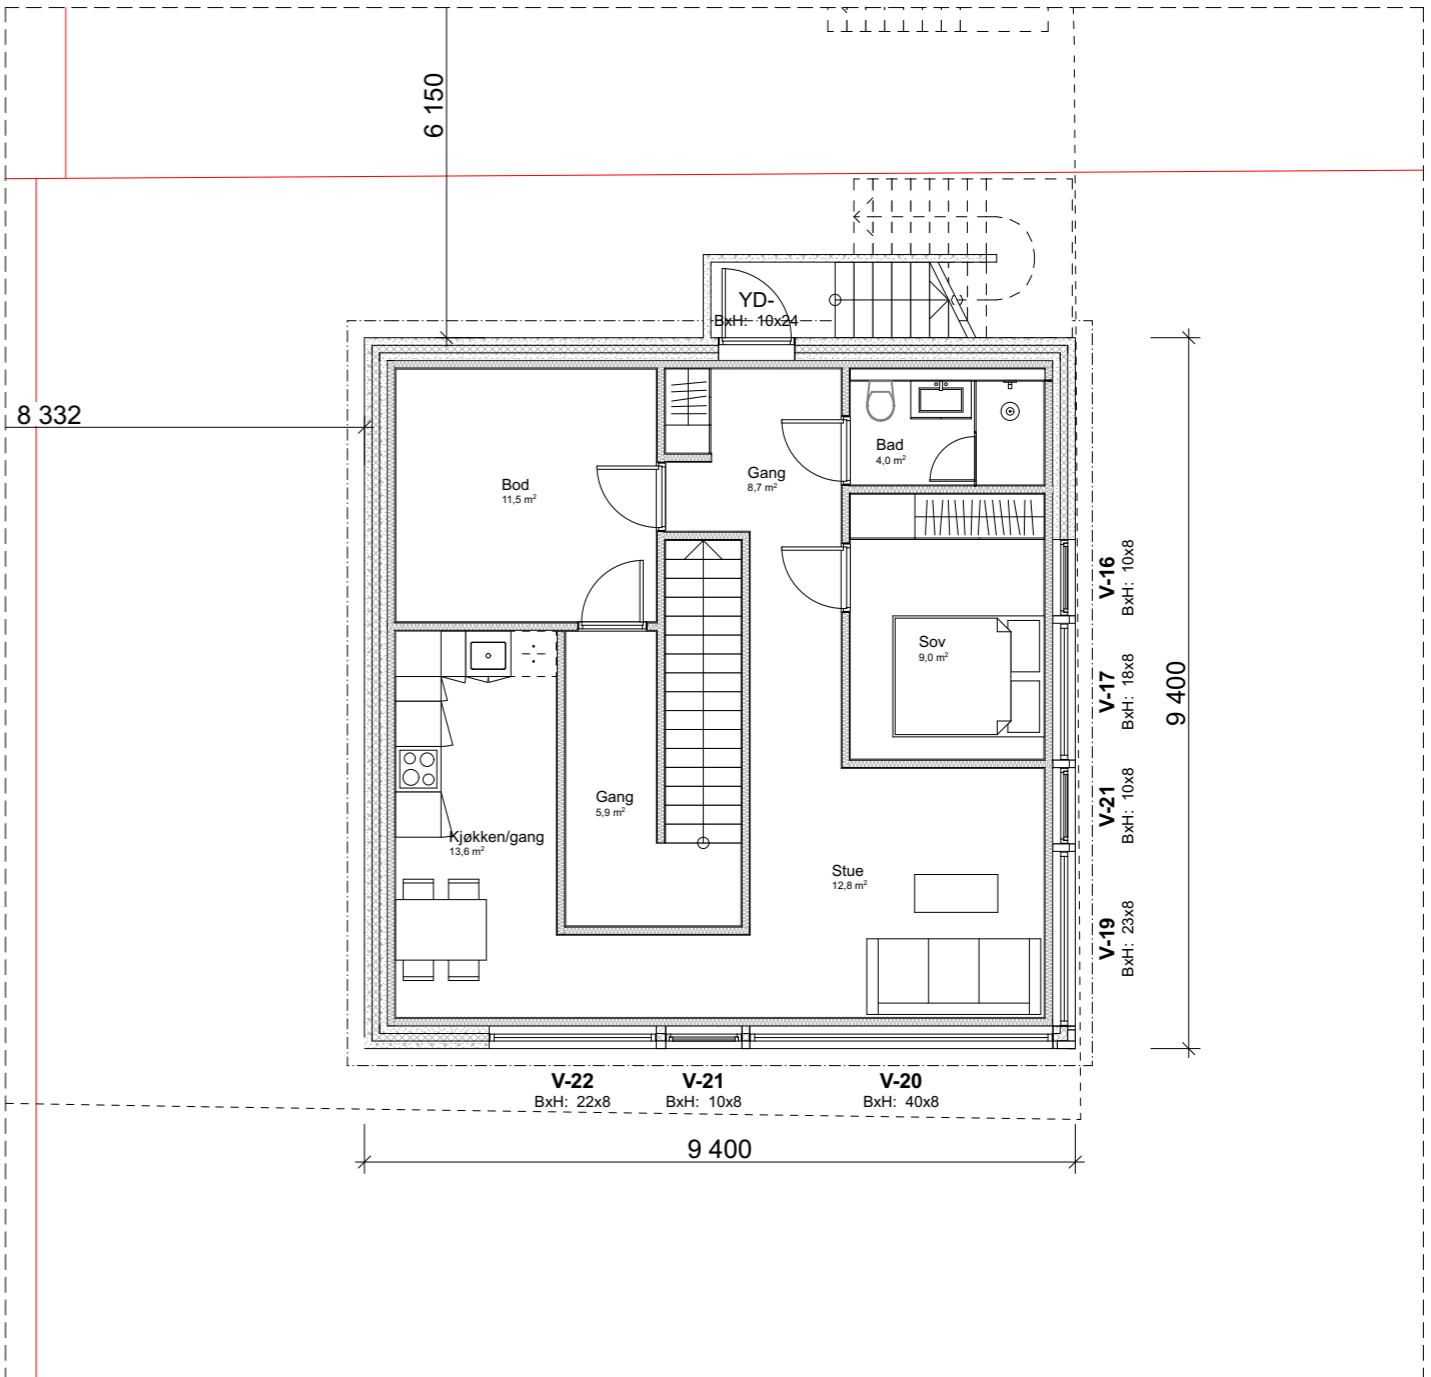 6 150
8 332
YD-
BxH: 10x24
Bad
4,0 m²
Gang
8,7 m²
Bod
11,5 m²
V-16
BxH: 10x8
Sov
9,0 m²
V-17
BxH: 18x8
9 400
V-21
BxH: 10x8
Gang
5,9 m²
Kjøkken/gang
13,6 m²
Stue
12,8 m²
V-19
BxH: 23x8
V-22
BxH: 22x8
V-21
BxH: 10x8
V-20
BxH: 40x8
9 400